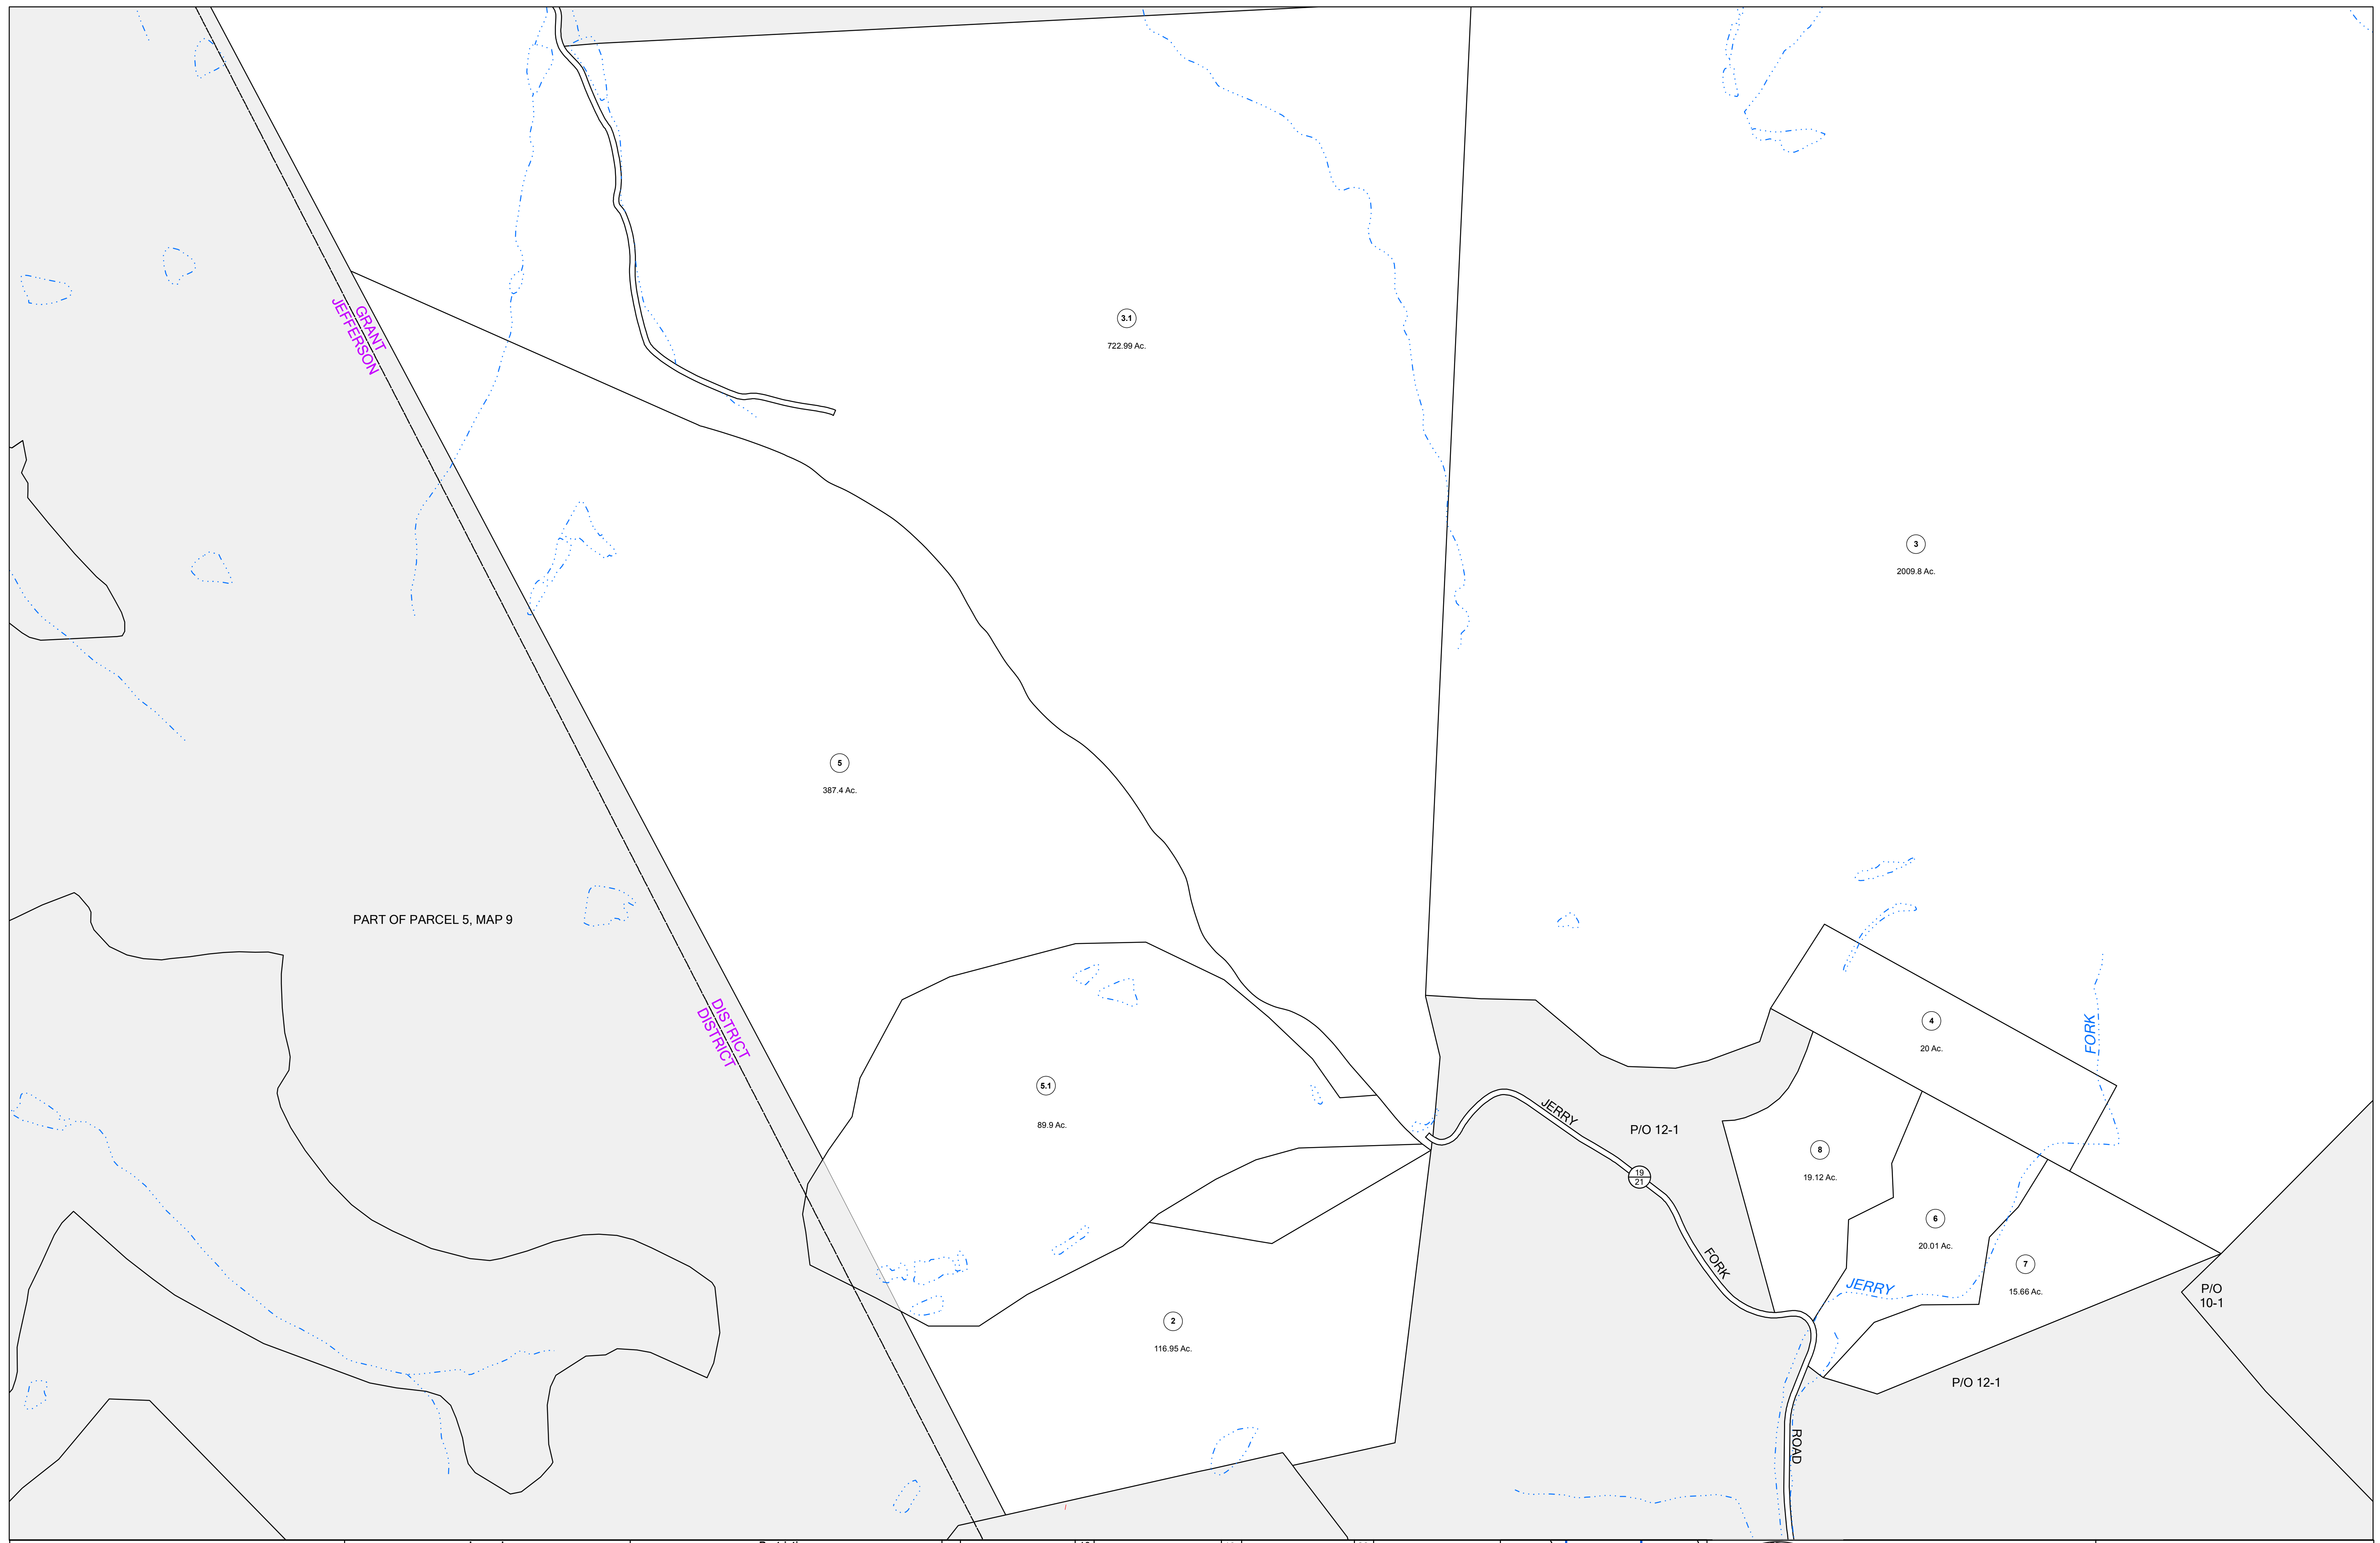 GRANT
JEFFERSON
3.1
722.99 Ac.
3
2009.8 Ac.
5
387.4 Ac.
PART OF PARCEL 5, MAP 9
DISTRICT
DISTRICT
4
20 Ac.
FORK
5.1
89.9 Ac.
JERRY
P/O 12-1
8
19.12 Ac.
19
21
6
20.01 Ac.
FORK
7
15.66 Ac.
JERRY
P/O
10-1
2
116.95 Ac.
P/O 12-1
ROAD